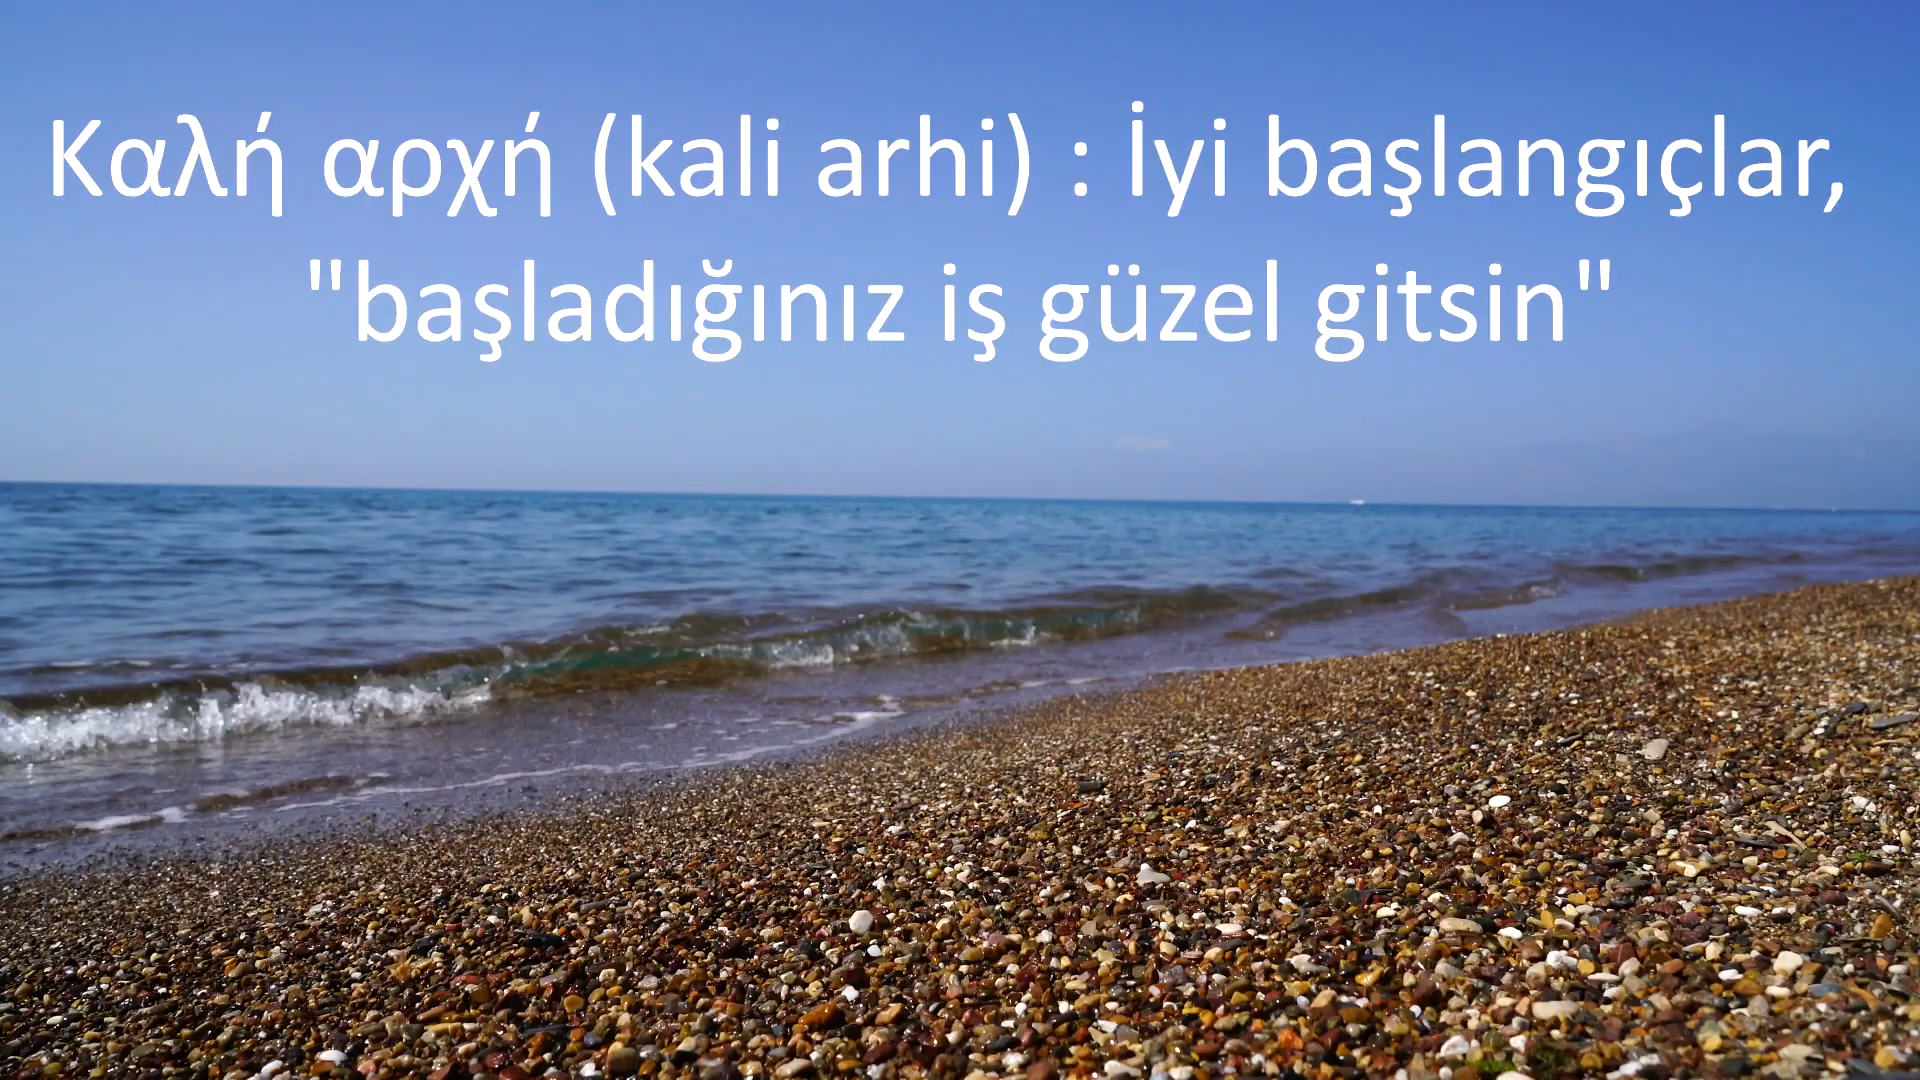 Καλή αρχή (kali arhi) : İyi başlangıçlar,
"başladığınız iş güzel gitsin"